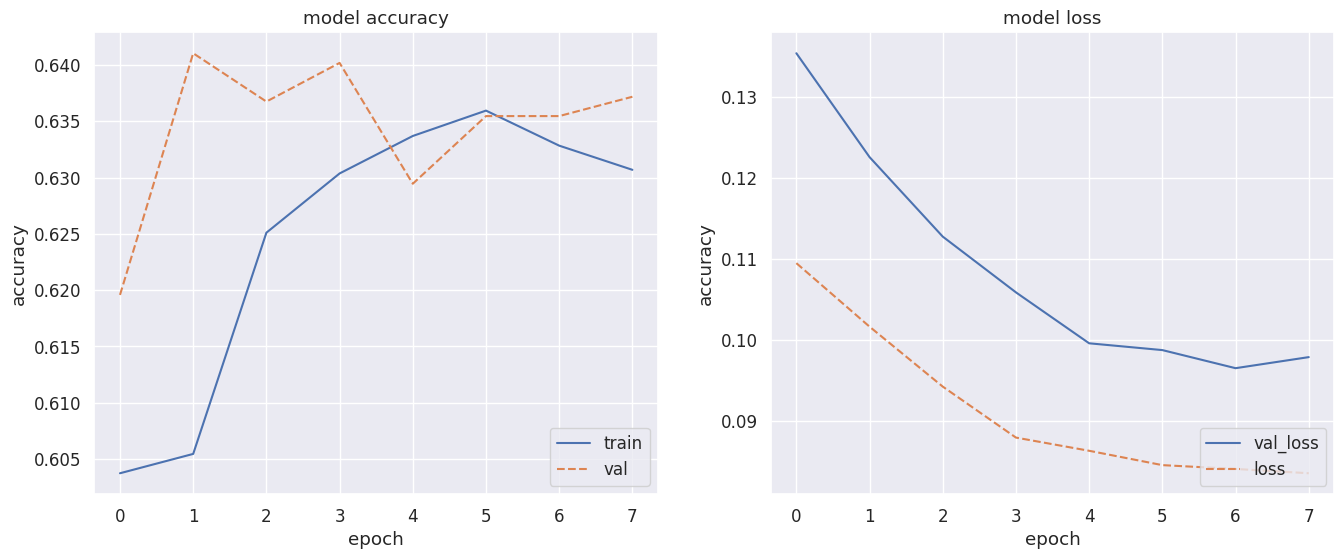 model accuracy
accuracy
0.640
0.635
0.630
0.625
0.620
0.615
0.610
0.605
train
val
0 1 2 3 4 5 6 7
epoch
model loss
accuracy
0.13
0.12
0.11
0.10
0.09
val_loss
loss
0 1 2 3 4 5 6 7
epoch